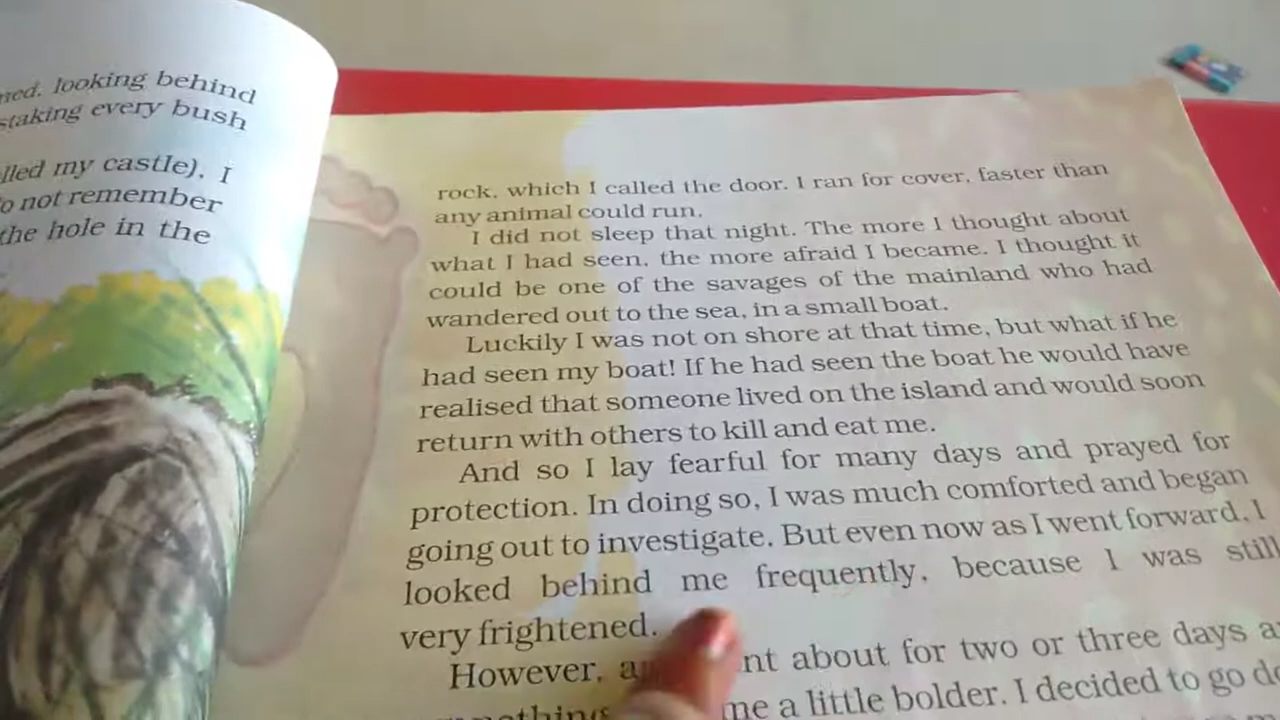 ned, looking behind
staking every bush
lled my castle), I
o not remember
the hole in the
rock, which I called the door. I ran for cover, faster than
any animal could run.
I did not sleep that night. The more I thought about
what I had seen, the more afraid I became. I thought it
could be one of the savages of the mainland who had
wandered out to the sea, in a small boat.
Luckily I was not on shore at that time, but what if he
had seen my boat! If he had seen the boat he would have
realised that someone lived on the island and would soon
return with others to kill and eat me.
And so I lay fearful for many days and prayed for
protection. In doing so, I was much comforted and began
going out to investigate. But even now as I went forward, I
looked behind me frequently, because I was still
very frightened.
However, about for two or three days
me a little bolder. I decided to go